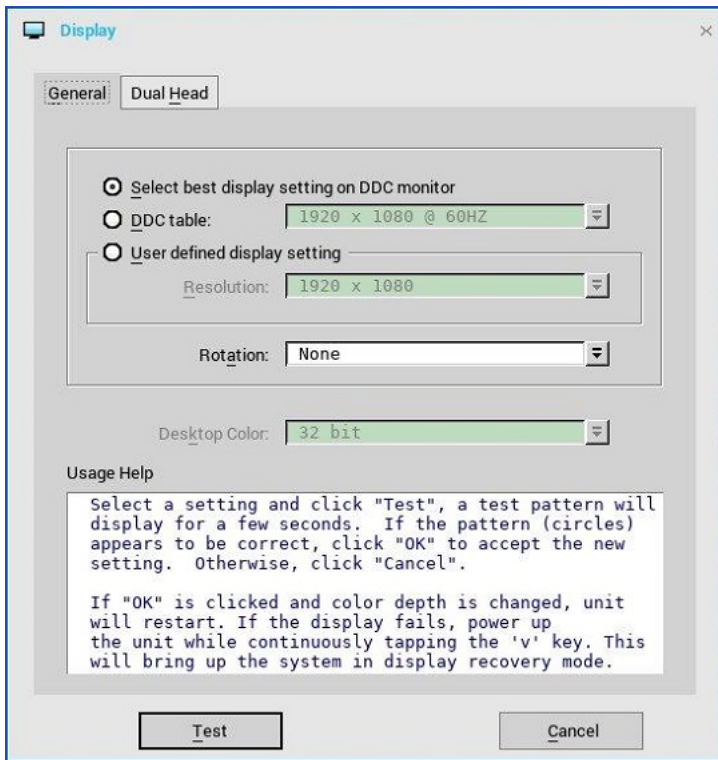 Display
General
Dual Head
Select best display setting on DDC monitor
DDC table:
1920 x 1080 @ 60HZ
User defined display setting
Resolution:
1920 x 1080
Rotation:
None
Desktop Color:
32 bit
Usage Help
Select a setting and click "Test", a test pattern will
display for a few seconds.  If the pattern (circles)
appears to be correct, click "OK" to accept the new
setting.  Otherwise, click "Cancel".
If "OK" is clicked and color depth is changed, unit
will restart. If the display fails, power up
the unit while continuously tapping the 'v' key. This
will bring up the system in display recovery mode.
Test
Cancel